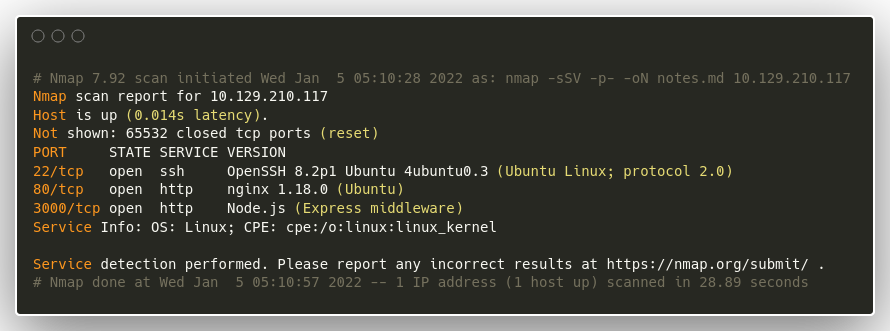 # Nmap 7.92 scan initiated Wed Jan  5 05:10:28 2022 as: nmap -sSV -p- -oN notes.md 10.129.210.117
Nmap scan report for 10.129.210.117
Host is up (0.014s latency).
Not shown: 65532 closed tcp ports (reset)
PORT     STATE SERVICE VERSION
22/tcp   open  ssh     OpenSSH 8.2p1 Ubuntu 4ubuntu0.3 (Ubuntu Linux; protocol 2.0)
80/tcp   open  http    nginx 1.18.0 (Ubuntu)
3000/tcp open  http    Node.js (Express middleware)
Service Info: OS: Linux; CPE: cpe:/o:linux:linux_kernel
Service detection performed. Please report any incorrect results at https://nmap.org/submit/ .
# Nmap done at Wed Jan  5 05:10:57 2022 -- 1 IP address (1 host up) scanned in 28.89 seconds